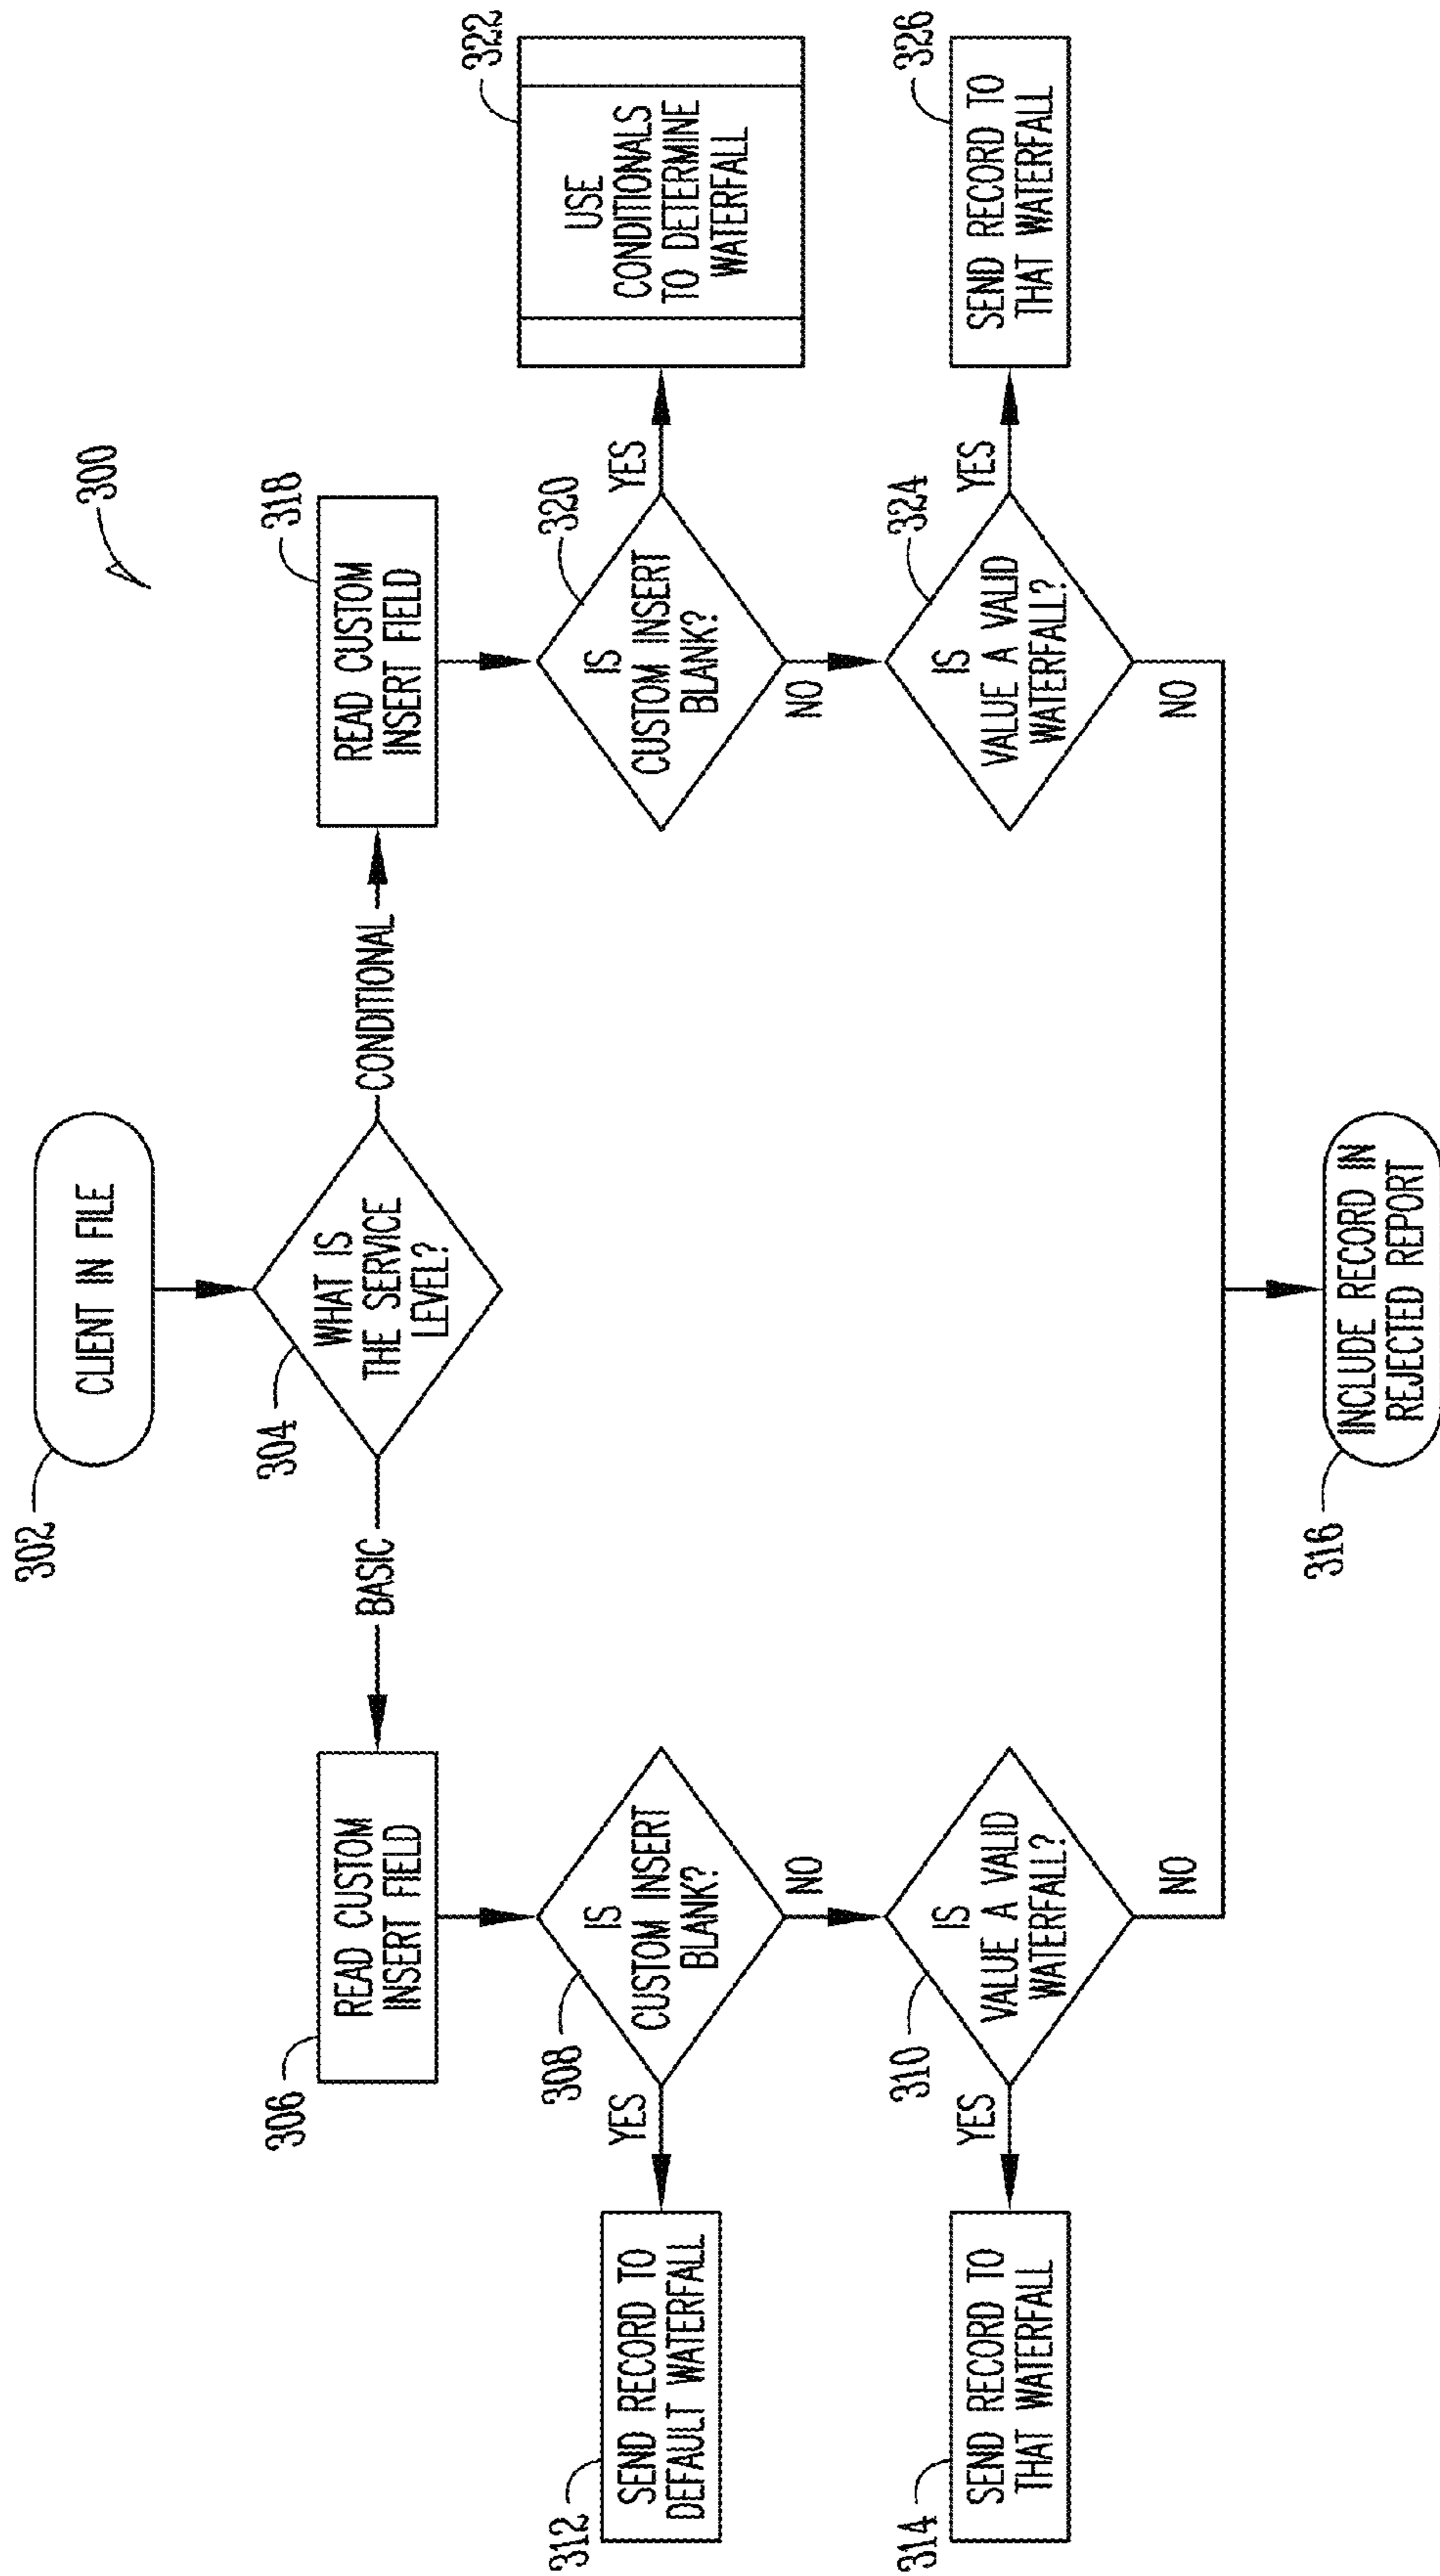 300
302
CLIENT IN FILE
304
WHAT IS
THE SERVICE
LEVEL?
BASIC
CONDITIONAL
306
READ CUSTOM
INSERT FIELD
318
READ CUSTOM
INSERT FIELD
312
SEND RECORD TO
DEFAULT WATERFALL
YES
308
IS
CUSTOM INSERT
BLANK?
NO
320
IS
CUSTOM INSERT
BLANK?
NO
YES
322
USE
CONDITIONALS
TO DETERMINE
WATERFALL
314
SEND RECORD TO
THAT WATERFALL
YES
310
IS
VALUE A VALID
WATERFALL?
NO
324
IS
VALUE A VALID
WATERFALL?
NO
YES
326
SEND RECORD TO
THAT WATERFALL
316
INCLUDE RECORD IN
REJECTED REPORT